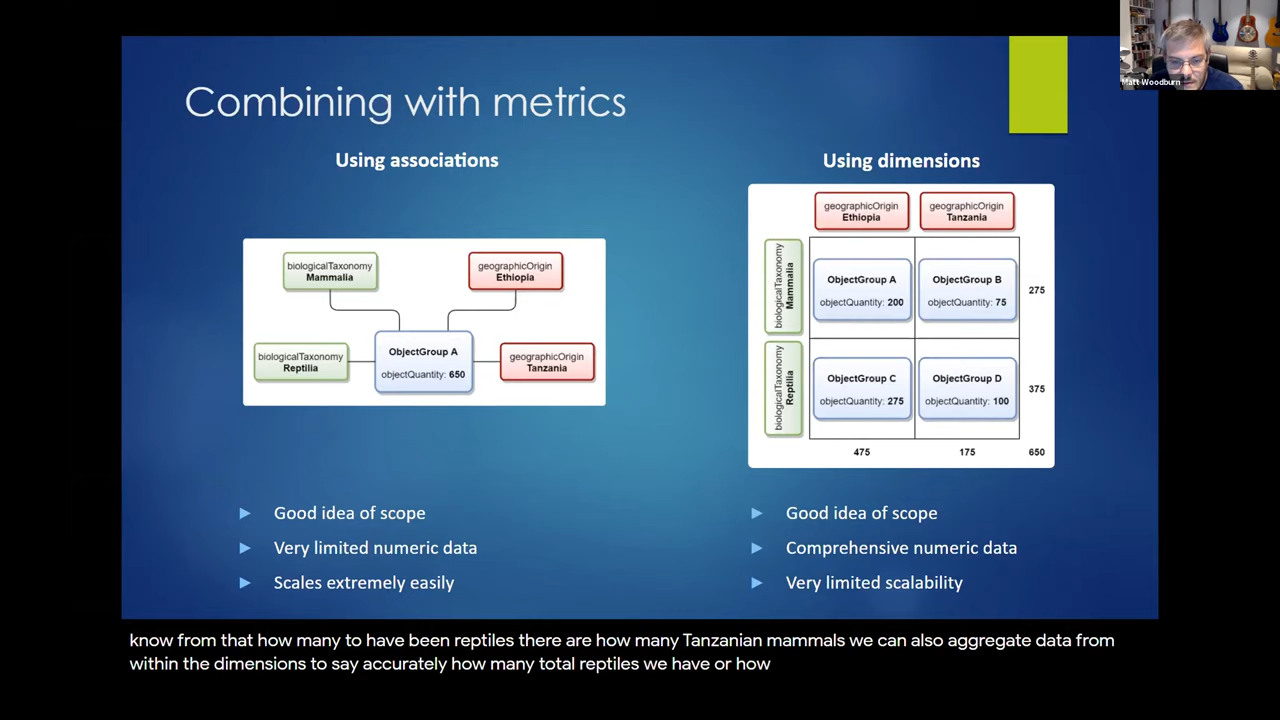 Matt Woodburn
Combining with metrics
Using associations
biologicalTaxonomy
Mammalia
geographicOrigin
Ethiopia
biologicalTaxonomy
Reptilia
ObjectGroup A
objectQuantity: 650
geographicOrigin
Tanzania
Good idea of scope
Very limited numeric data
Scales extremely easily
Using dimensions
geographicOrigin
Ethiopia
geographicOrigin
Tanzania
biologicalTaxonomy
Mammalia
ObjectGroup A
objectQuantity: 200
ObjectGroup B
objectQuantity: 75
275
biologicalTaxonomy
Reptilia
ObjectGroup C
objectQuantity: 275
ObjectGroup D
objectQuantity: 100
375
475 175 650
Good idea of scope
Comprehensive numeric data
Very limited scalability
know from that how many to have been reptiles there are how many Tanzanian mammals we can also aggregate data from
within the dimensions to say accurately how many total reptiles we have or how